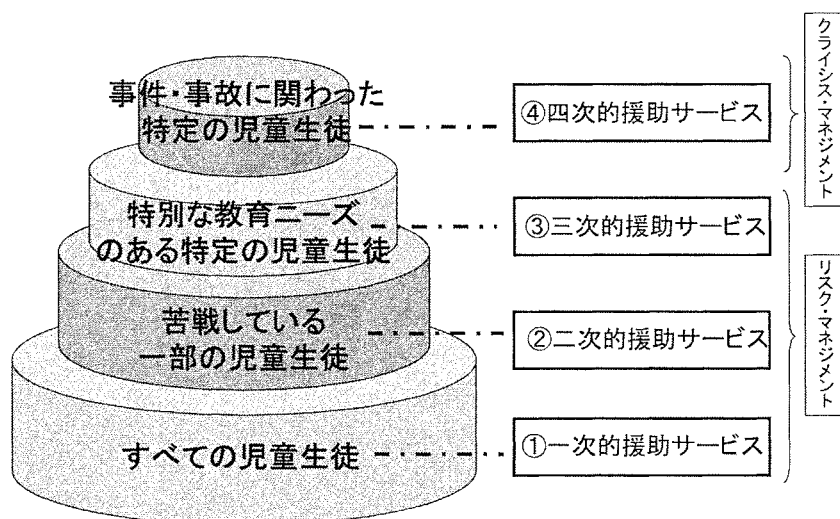 事件・事故に関わった
特定の児童生徒
④四次的援助サービス
クライシス・マネジメント
特別な教育ニーズ
のある特定の児童生徒
③三次的援助サービス
苦戦している
一部の児童生徒
②二次的援助サービス
リスク・マネジメント
すべての児童生徒
①一次的援助サービス